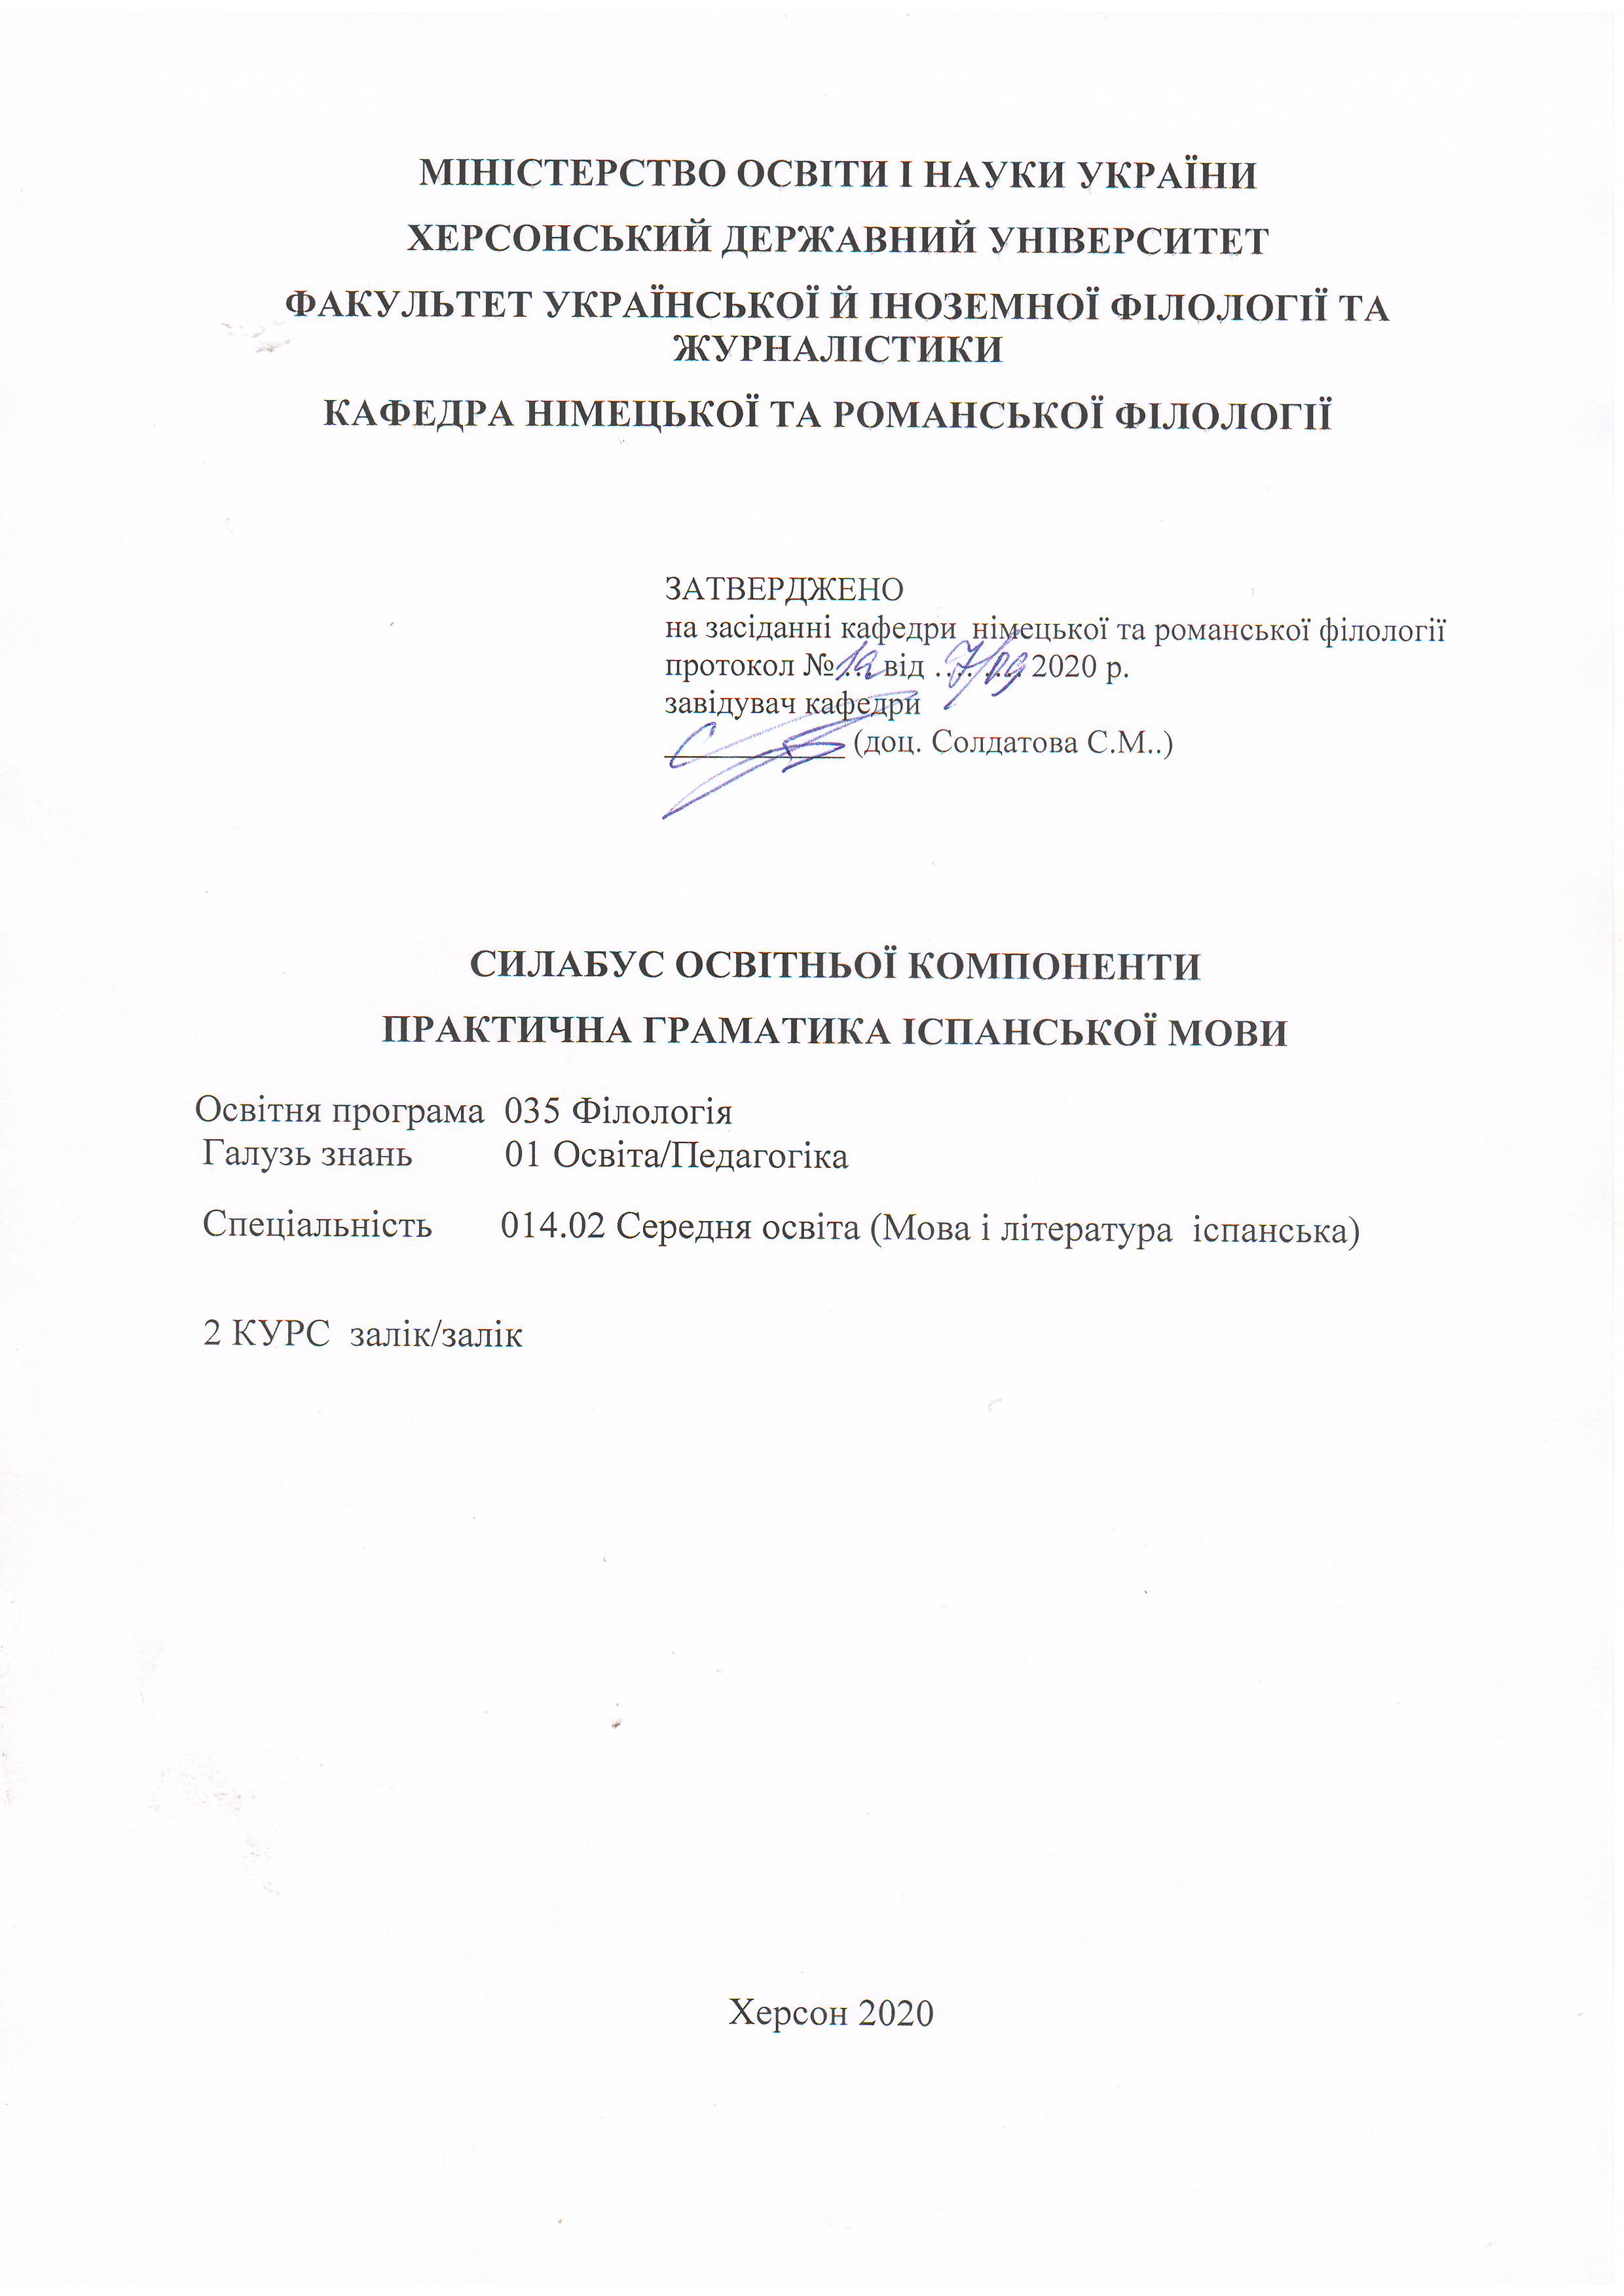 МІНІСТЕРСТВО ОСВІТИ І НАУКИ УКРАЇНИ
ХЕРСОНСЬКИЙ ДЕРЖАВНИЙ УНІВЕРСИТЕТ
ФАКУЛЬТЕТ УКРАЇНСЬКОЇ Й ІНОЗЕМНОЇ ФІЛОЛОГІЇ ТА
ЖУРНАЛІСТИКИ
КАФЕДРА НІМЕЦЬКОЇ ТА РОМАНСЬКОЇ ФІЛОЛОГІЇ
ЗАТВЕРДЖЕНО
на засіданні кафедри німецької та романської філології
протокол № від 7/09 2020 р.
завідувач кафедри
(доц. Солдатова С.М..)
СИЛАБУС ОСВІТНЬОЇ КОМПОНЕНТИ
ПРАКТИЧНА ГРАМАТИКА ІСПАНСЬКОЇ МОВИ
Освітня програма 035 Філологія
Галузь знань 01 Освіта/Педагогіка
Спеціальність 014.02 Середня освіта (Мова і література іспанська)
2 КУРС залік/залік
Херсон 2020